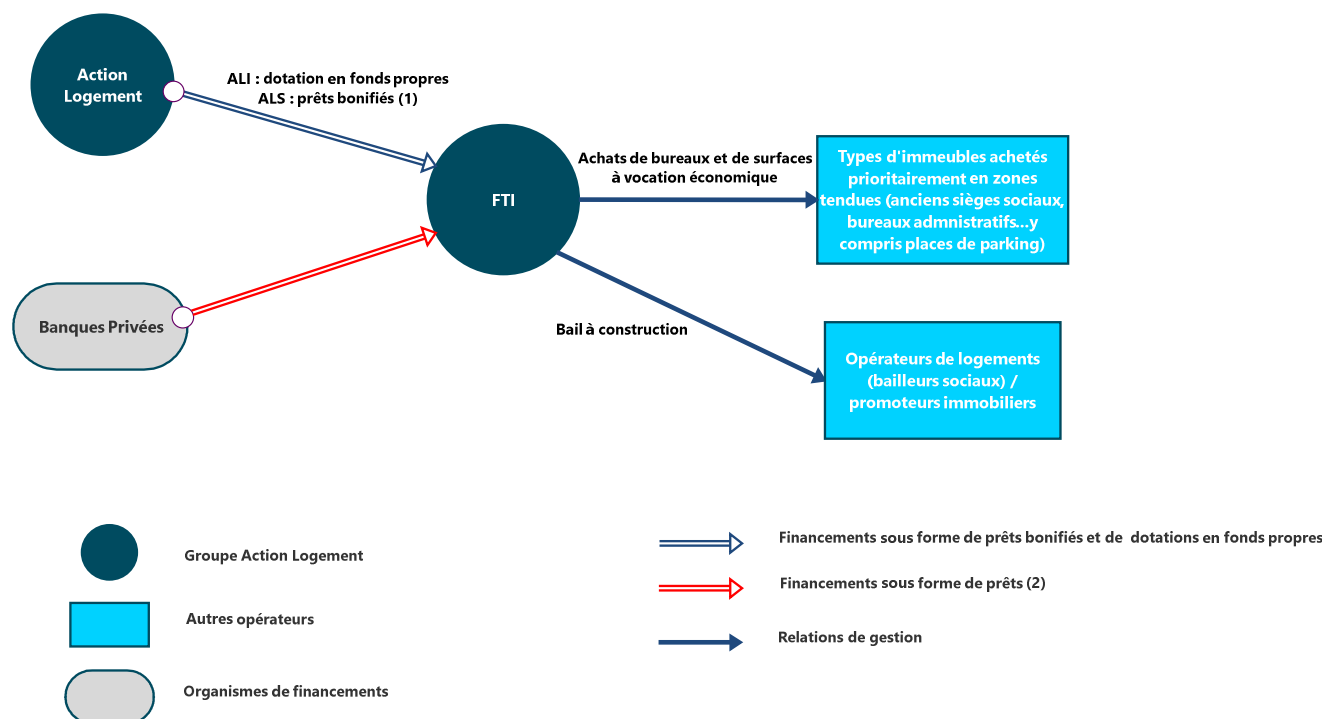 Action
Logement
ALI : dotation en fonds propres
ALS : prêts bonifiés (1)
FTI
Achats de bureaux et de surfaces
à vocation économique
Types d'immeubles achetés
prioritairement en zones
tendues (anciens sièges sociaux,
bureaux admnistratifs...y
compris places de parking)
Banques Privées
Bail à construction
Opérateurs de logements
(bailleurs sociaux) /
promoteurs immobiliers
Groupe Action Logement
Autres opérateurs
Organismes de financements
Financements sous forme de prêts bonifiés et de dotations en fonds propres
Financements sous forme de prêts (2)
Relations de gestion